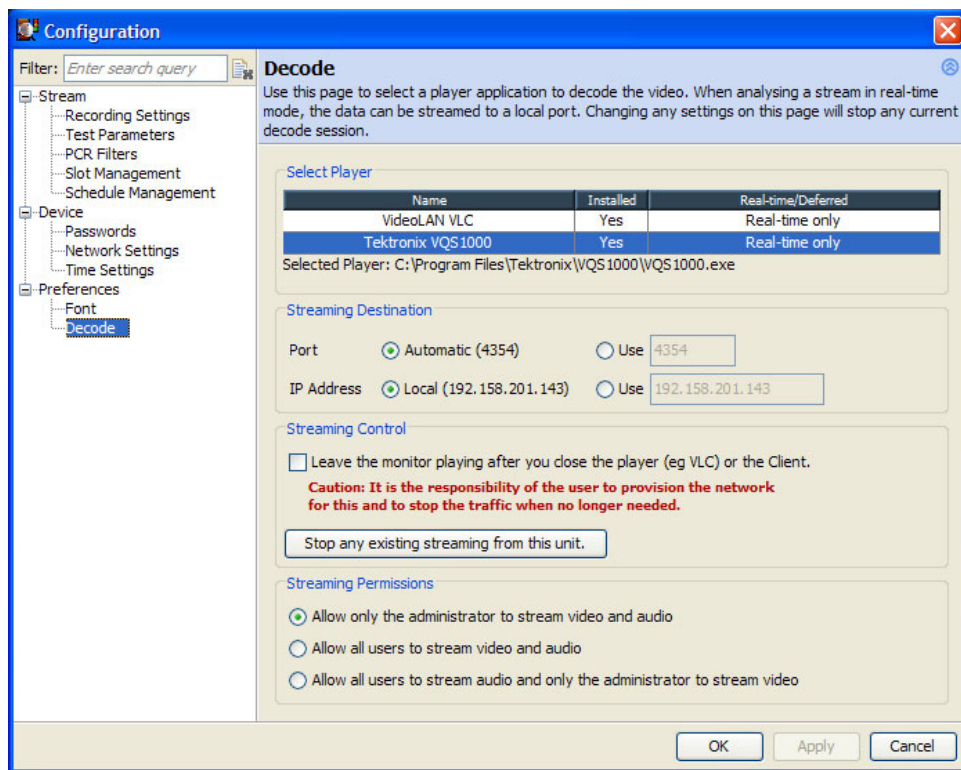 Configuration
Filter: Enter search query
Stream
Recording Settings
Test Parameters
PCR Filters
Slot Management
Schedule Management
Device
Passwords
Network Settings
Time Settings
Preferences
Font
Decode
Decode
Use this page to select a player application to decode the video. When analysing a stream in real-time
mode, the data can be streamed to a local port. Changing any settings on this page will stop any current
decode session.
Select Player
Name Installed Real-time/Deferred
VideoLAN VLC Yes Real-time only
Tektronix VQS1000 Yes Real-time only
Selected Player: C:\Program Files\Tektronix\VQS1000\VQS1000.exe
Streaming Destination
Port Automatic (4354) Use 4354
IP Address Local (192.158.201.143) Use 192.158.201.143
Streaming Control
Leave the monitor playing after you close the player (eg VLC) or the Client.
Caution: It is the responsibility of the user to provision the network
for this and to stop the traffic when no longer needed.
Stop any existing streaming from this unit.
Streaming Permissions
Allow only the administrator to stream video and audio
Allow all users to stream video and audio
Allow all users to stream audio and only the administrator to stream video
OK Apply Cancel